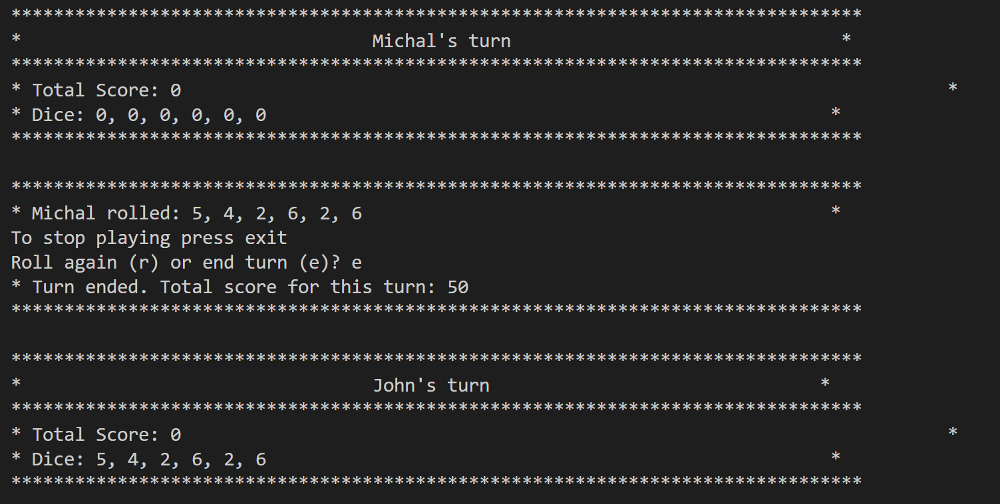 ********************************************************************************
*                                 Michal's turn                               *
********************************************************************************
* Total Score: 0                                                                        *
* Dice: 0, 0, 0, 0, 0, 0                                                     *
********************************************************************************

********************************************************************************
* Michal rolled: 5, 4, 2, 6, 2, 6                                            *
To stop playing press exit
Roll again (r) or end turn (e)? e
* Turn ended. Total score for this turn: 50
********************************************************************************

********************************************************************************
*                                 John's turn                               *
********************************************************************************
* Total Score: 0                                                                        *
* Dice: 5, 4, 2, 6, 2, 6                                                     *
********************************************************************************